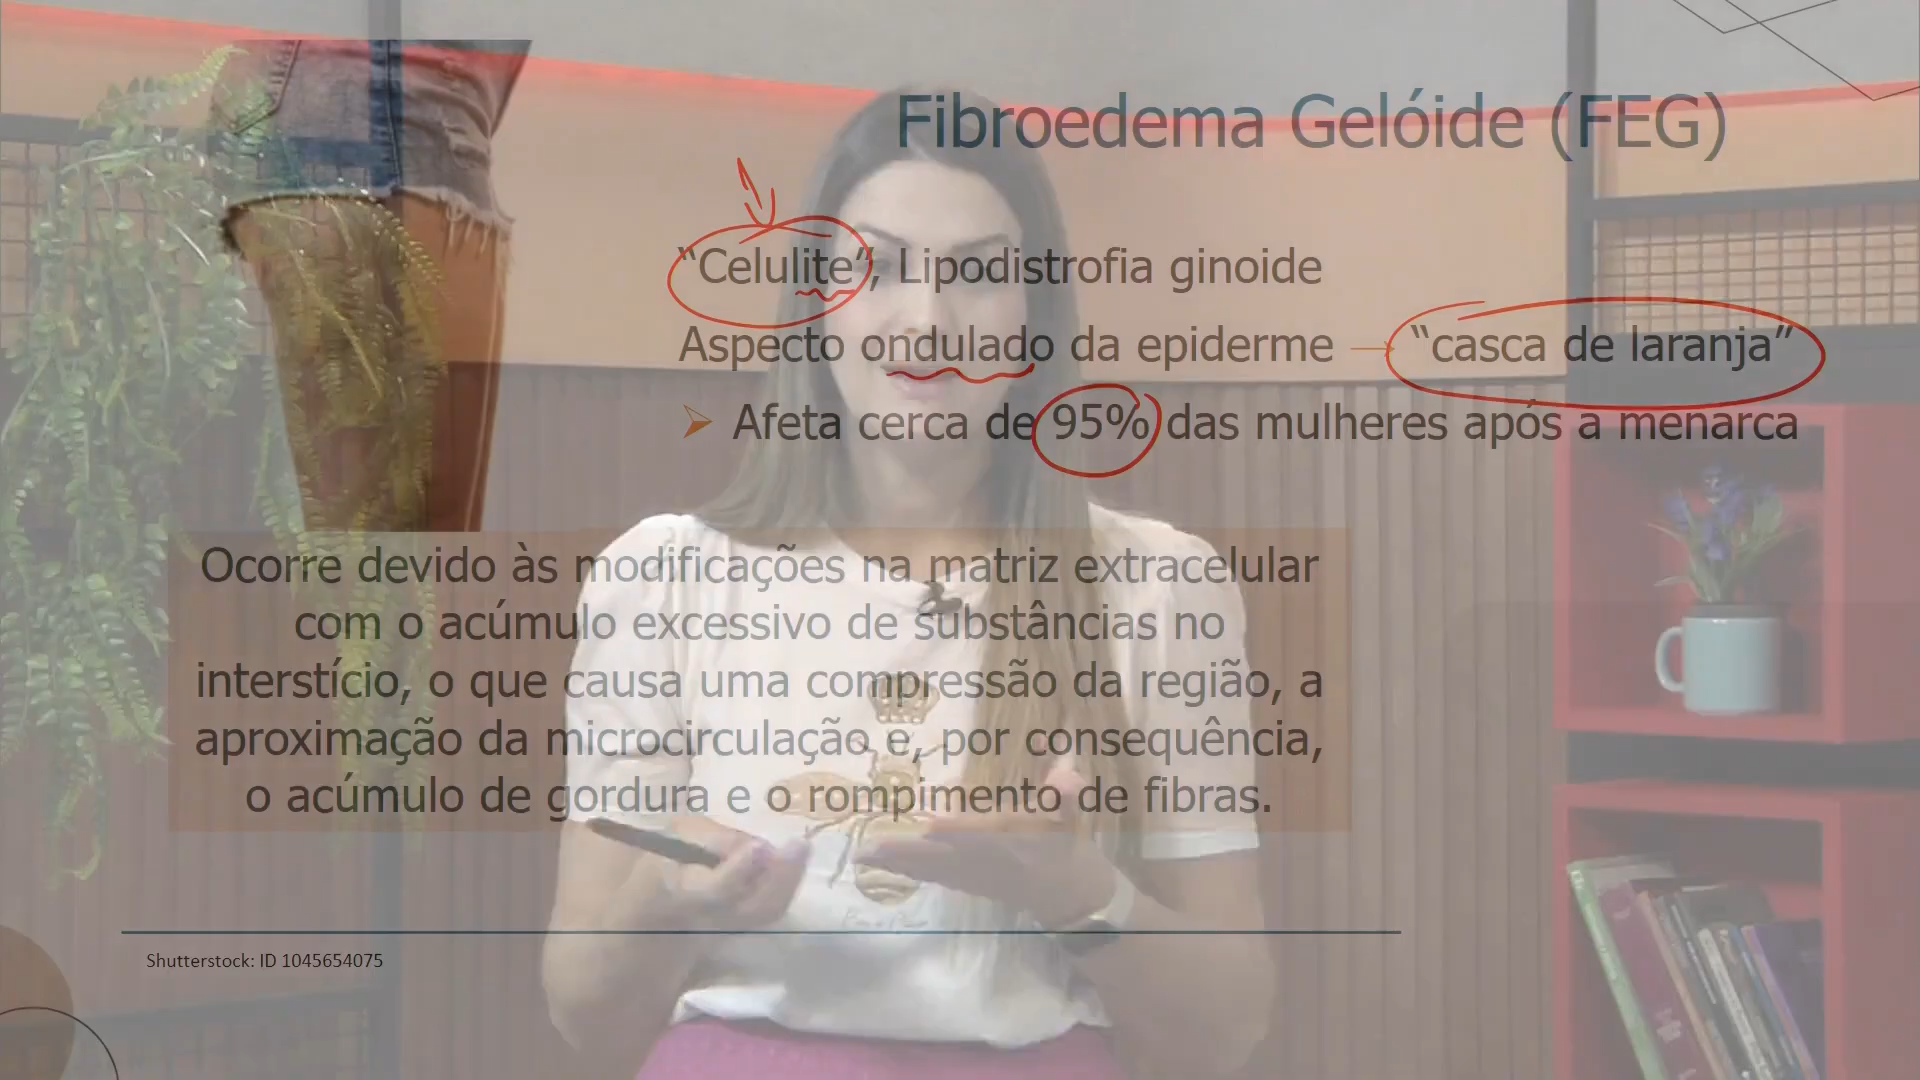 Fibroedema Gelóide (FEG)
“Celulite”, Lipodistrofia ginoide
Aspecto ondulado da epiderme → “casca de laranja”
➢ Afeta cerca de 95% das mulheres após a menarca
Ocorre devido às modificações na matriz extracelular
com o acúmulo excessivo de substâncias no
interstício, o que causa uma compressão da região, a
aproximação da microcirculação e, por consequência,
o acúmulo de gordura e o rompimento de fibras.
Shutterstock: ID 1045654075